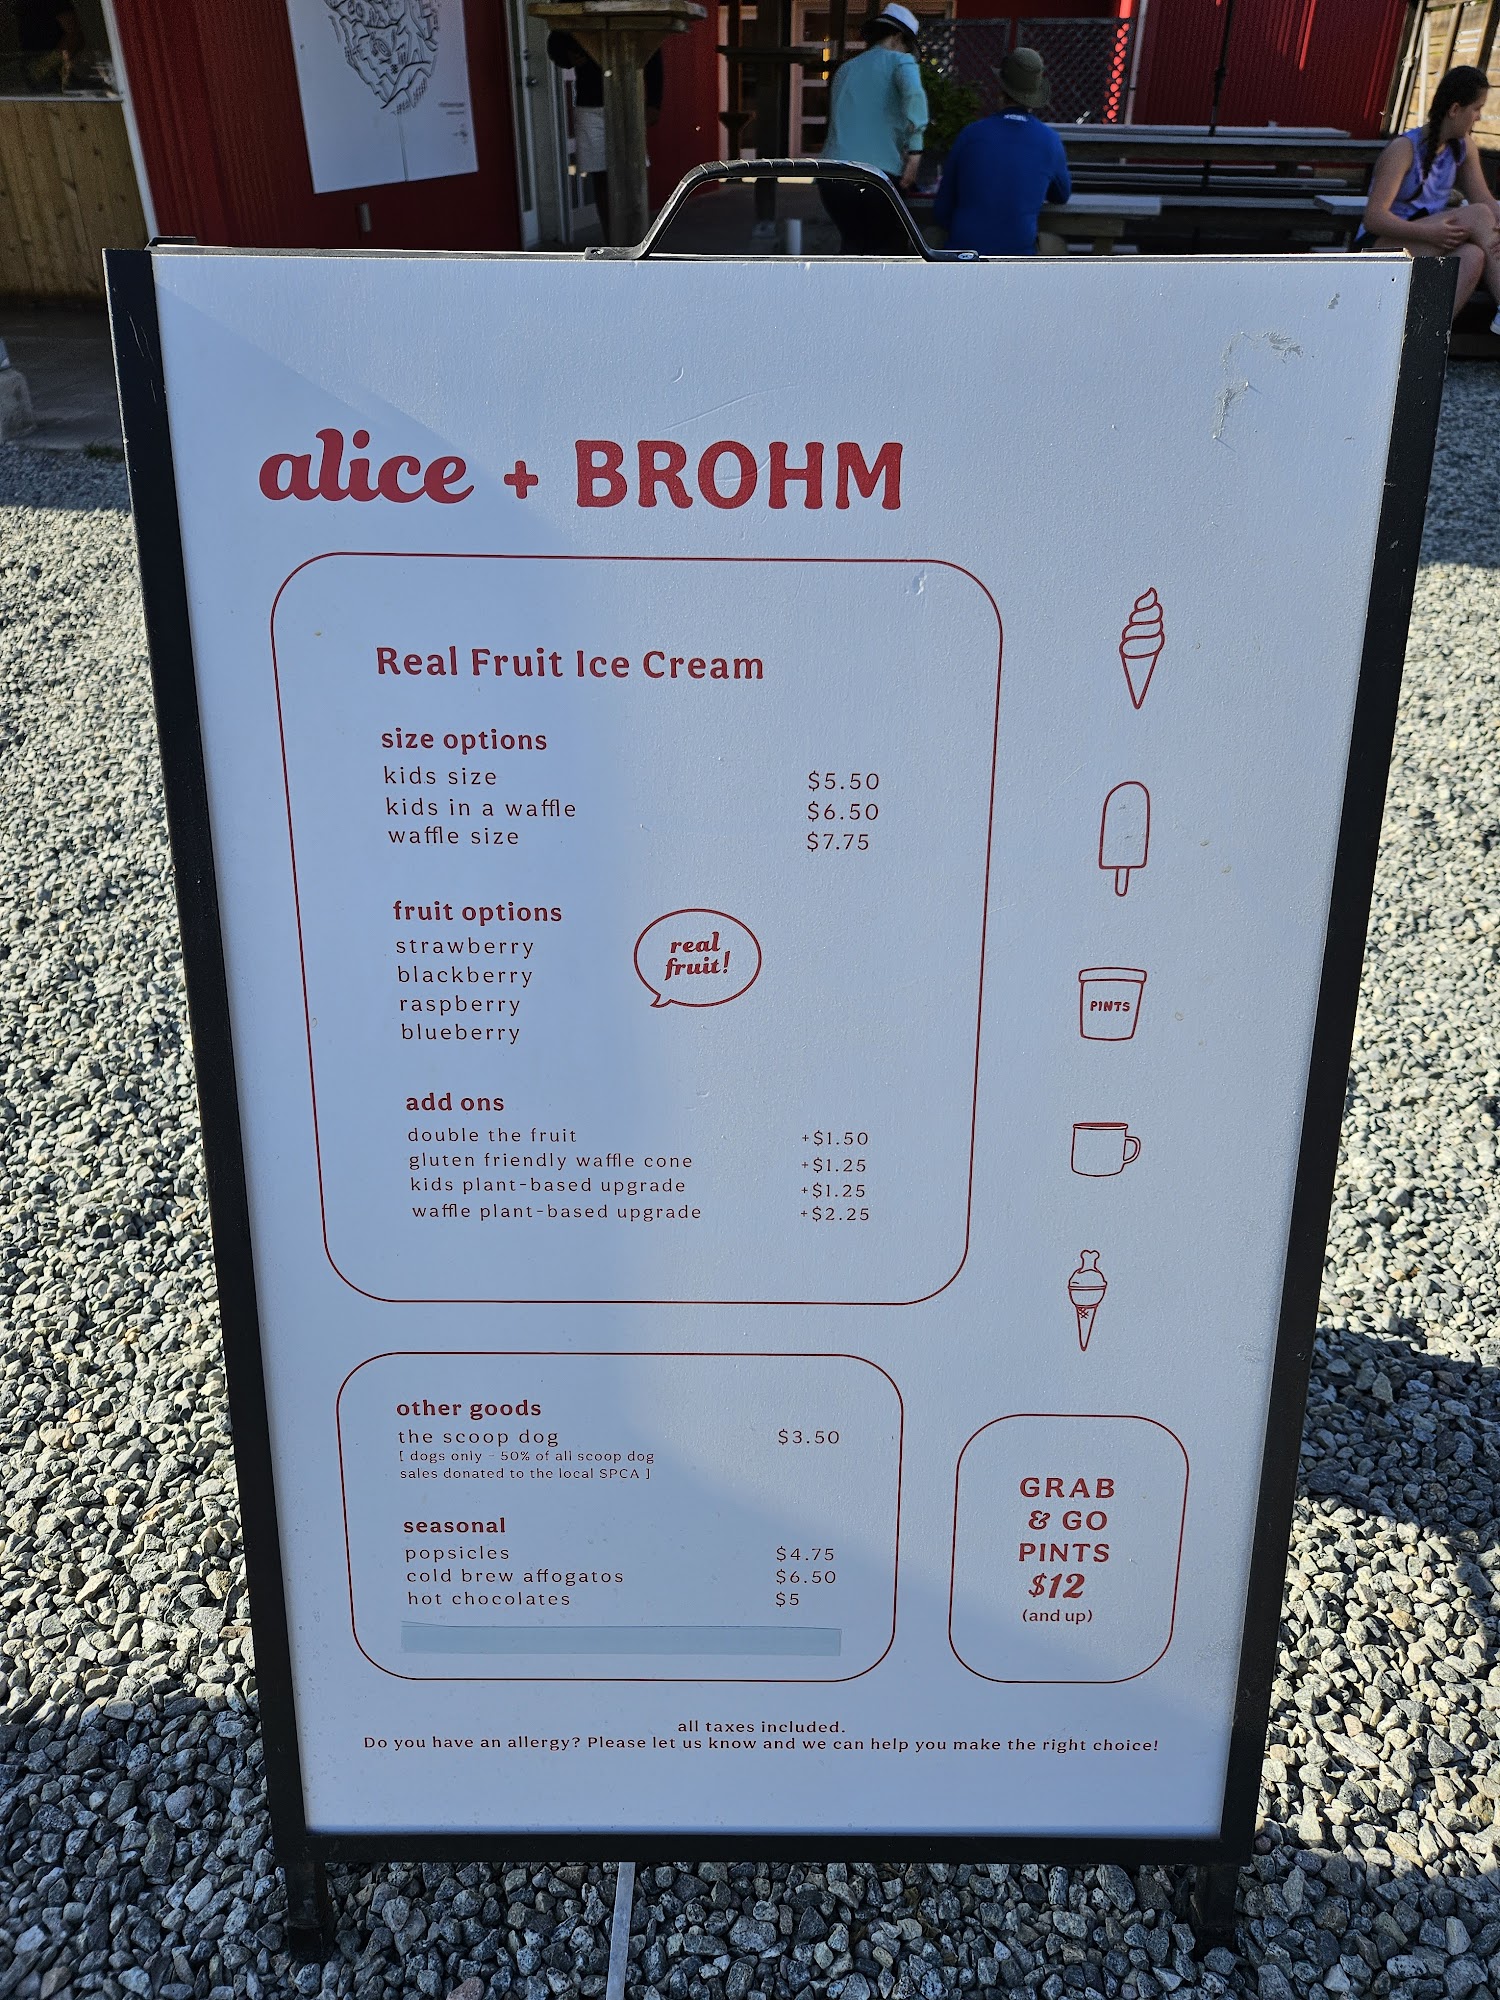 alice + BROHM
Real Fruit Ice Cream
size options
kids size $5.50
kids in a waffle $6.50
waffle size $7.75
fruit options
strawberry
blackberry
raspberry
blueberry
real
fruit!
add ons
double the fruit +$1.50
gluten friendly waffle cone +$1.25
kids plant-based upgrade +$1.25
waffle plant-based upgrade +$2.25
PINTS
other goods
the scoop dog $3.50
[ dogs only - 50% of all scoop dog
sales donated to the local SPCA ]
seasonal
popsicles $4.75
cold brew affogatos $6.50
hot chocolates $5
GRAB
& GO
PINTS
$12
(and up)
all taxes included.
Do you have an allergy? Please let us know and we can help you make the right choice!